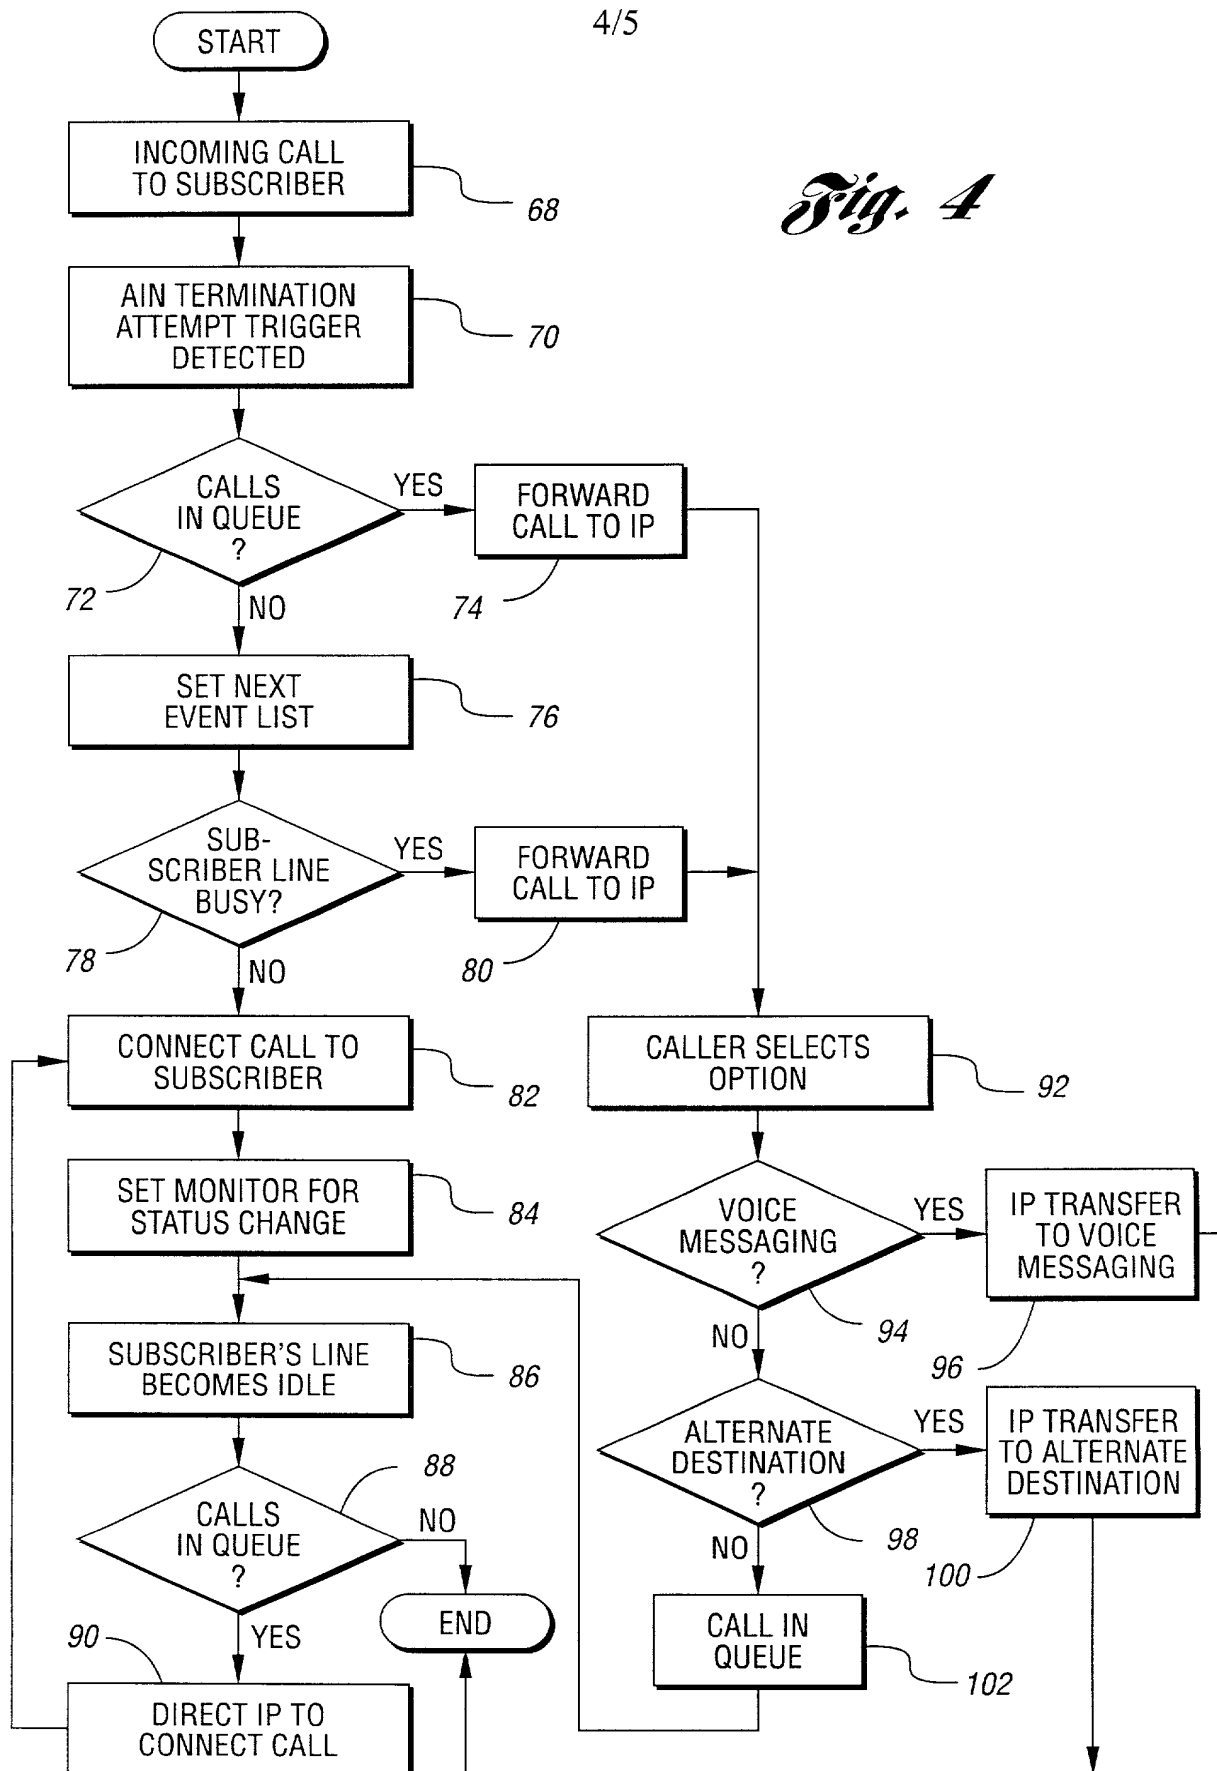 4/5
START
INCOMING CALL
TO SUBSCRIBER
68
Fig. 4
AIN TERMINATION
ATTEMPT TRIGGER
DETECTED
70
CALLS
IN QUEUE
?
72
YES
FORWARD
CALL TO IP
74
NO
SET NEXT
EVENT LIST
76
SUB-
SCRIBER LINE
BUSY?
78
YES
FORWARD
CALL TO IP
80
NO
CONNECT CALL TO
SUBSCRIBER
82
CALLER SELECTS
OPTION
92
SET MONITOR FOR
STATUS CHANGE
84
VOICE
MESSAGING
?
94
YES
IP TRANSFER
TO VOICE
MESSAGING
96
NO
SUBSCRIBER'S LINE
BECOMES IDLE
86
ALTERNATE
DESTINATION
?
98
YES
IP TRANSFER
TO ALTERNATE
DESTINATION
100
NO
CALLS
IN QUEUE
?
88
NO
END
CALL IN
QUEUE
102
YES
90
DIRECT IP TO
CONNECT CALL